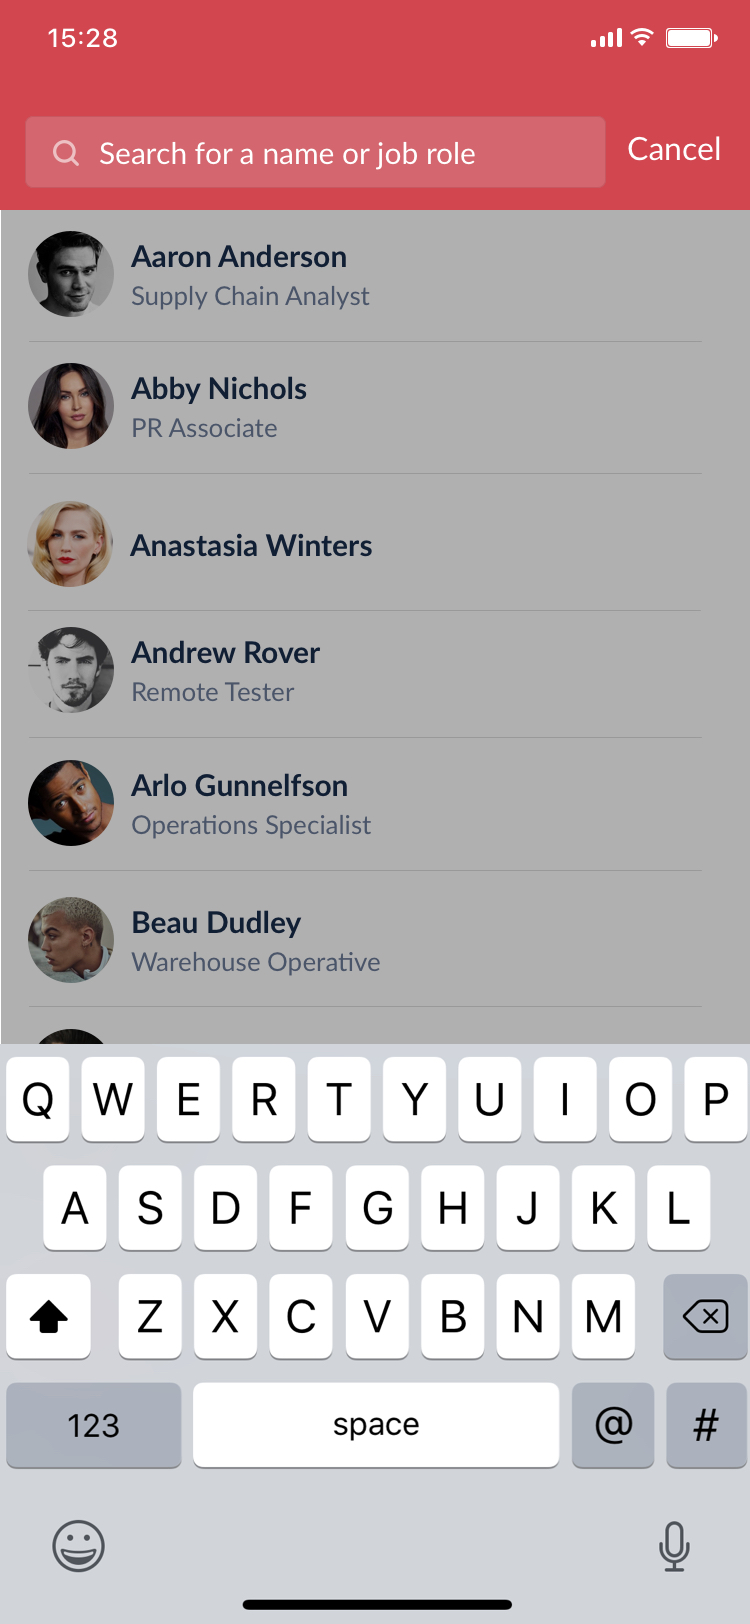 15:28
Search for a name or job role
Cancel
Aaron Anderson
Supply Chain Analyst
Abby Nichols
PR Associate
Anastasia Winters
Andrew Rover
Remote Tester
Arlo Gunnelfson
Operations Specialist
Beau Dudley
Warehouse Operative
Q W E R T Y U I O P
A S D F G H J K L
Z X C V B N M
123 space @ #